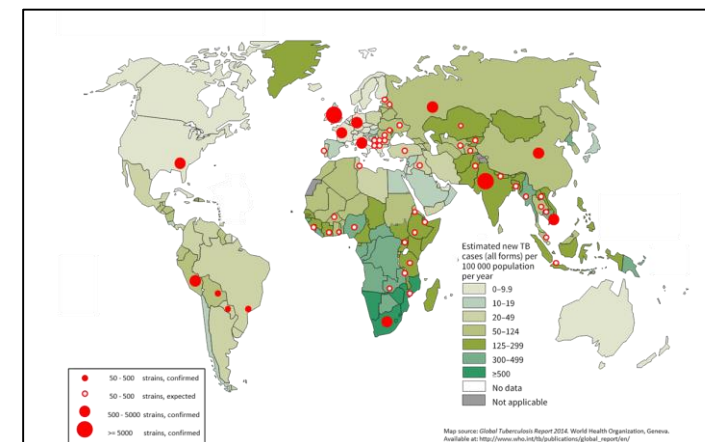 Estimated new TB
cases (all forms) per
100 000 population
per year
0–9.9
10–19
20–49
50–124
125–299
300–499
≥500
No data
Not applicable
50 - 500 strains, confirmed
50 - 500 strains, expected
500 - 5000 strains, confirmed
>= 5000 strains, confirmed
Map source: Global Tuberculosis Report 2014. World Health Organization, Geneva.
Available at: http://www.who.int/tb/publications/global_report/en/